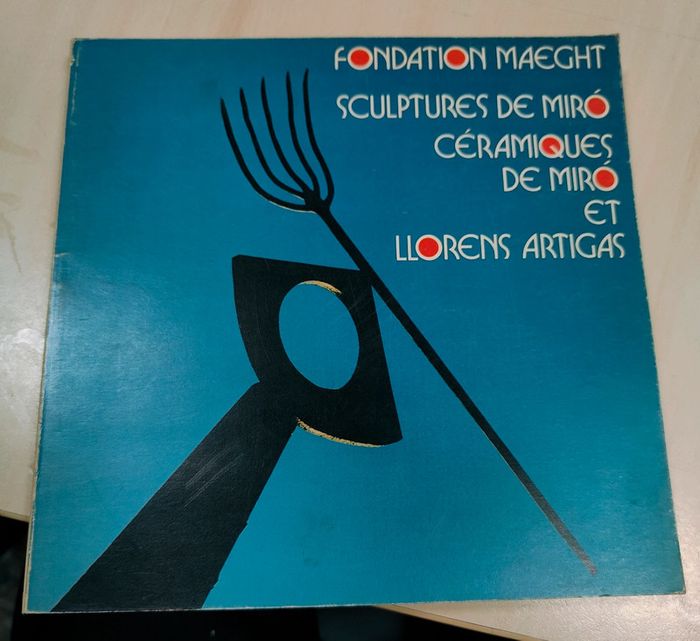 FONDATION MAEGHT
SCULPTURES DE MIRÓ
CÉRAMIQUES
DE MIRÓ
ET
LLORENS ARTIGAS